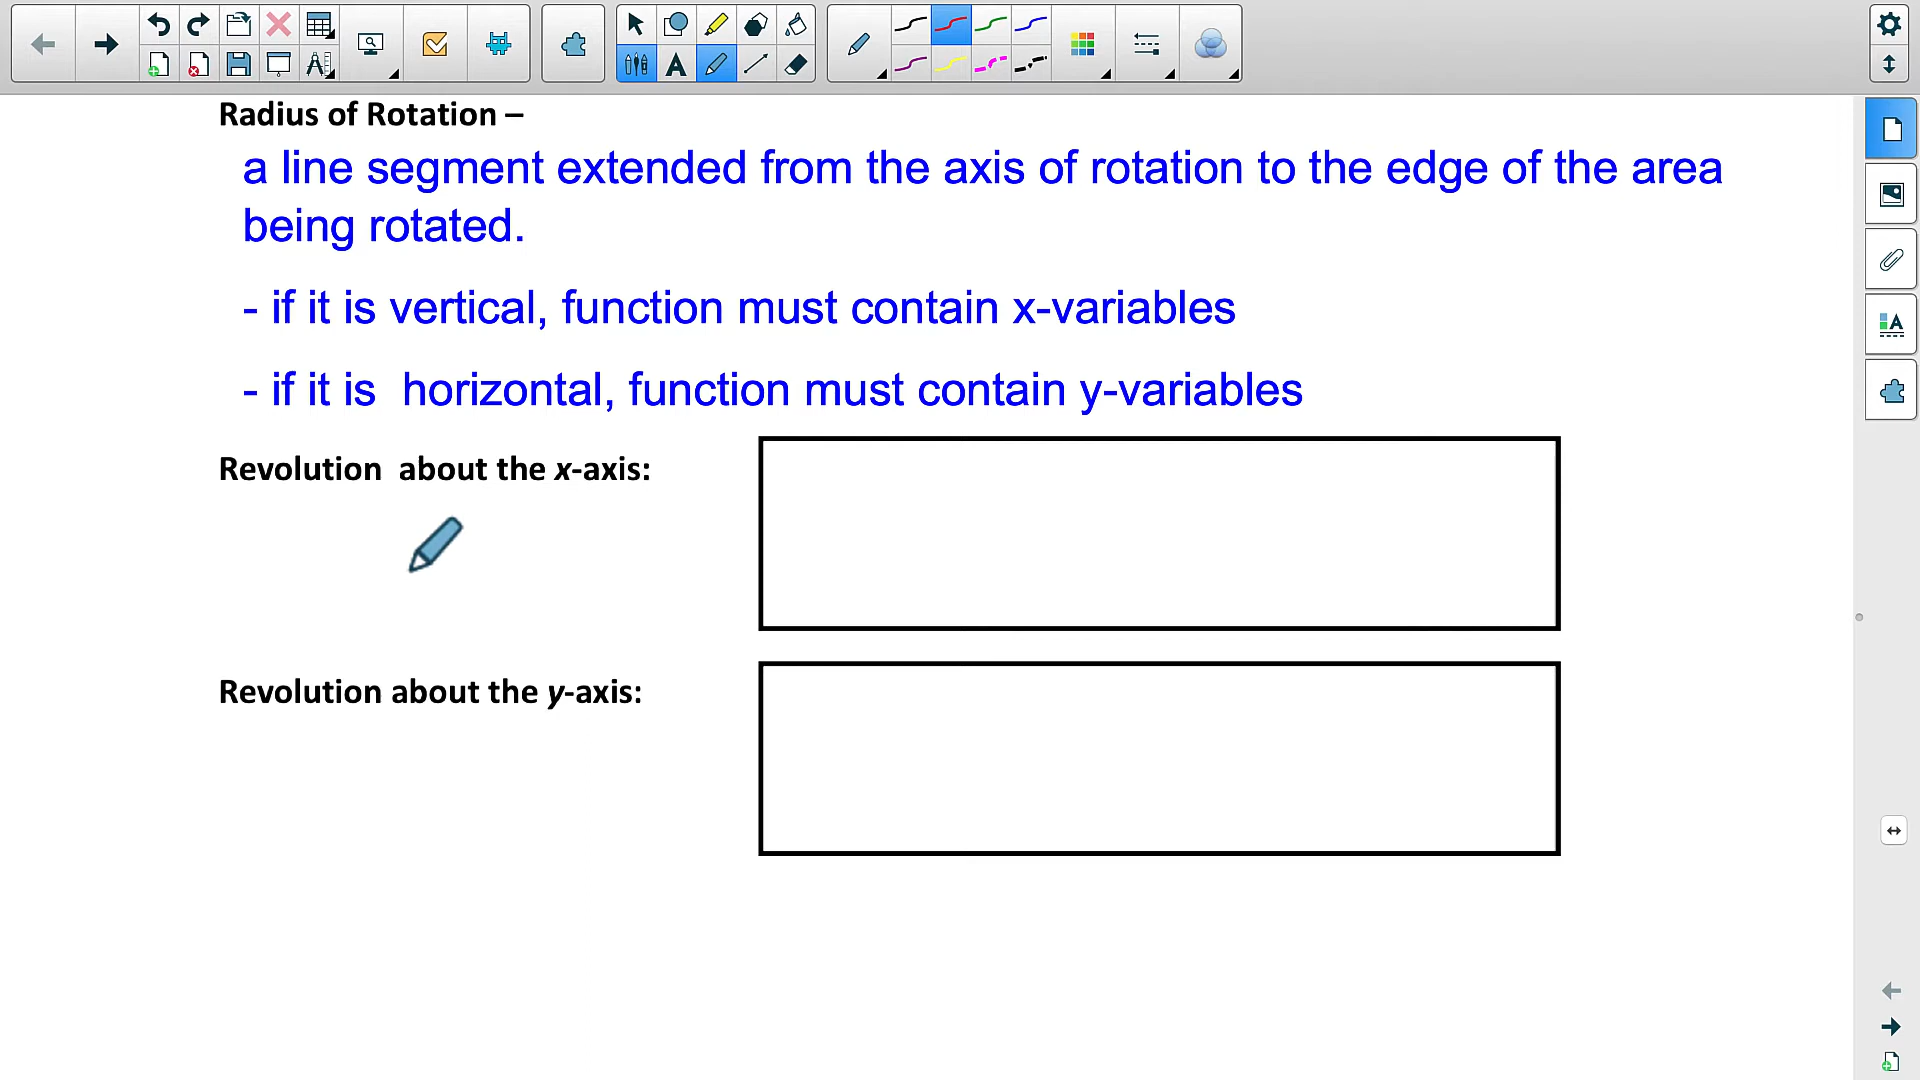 Radius of Rotation –
a line segment extended from the axis of rotation to the edge of the area
being rotated.
- if it is vertical, function must contain x-variables
- if it is  horizontal, function must contain y-variables
Revolution  about the x-axis:
Revolution about the y-axis: